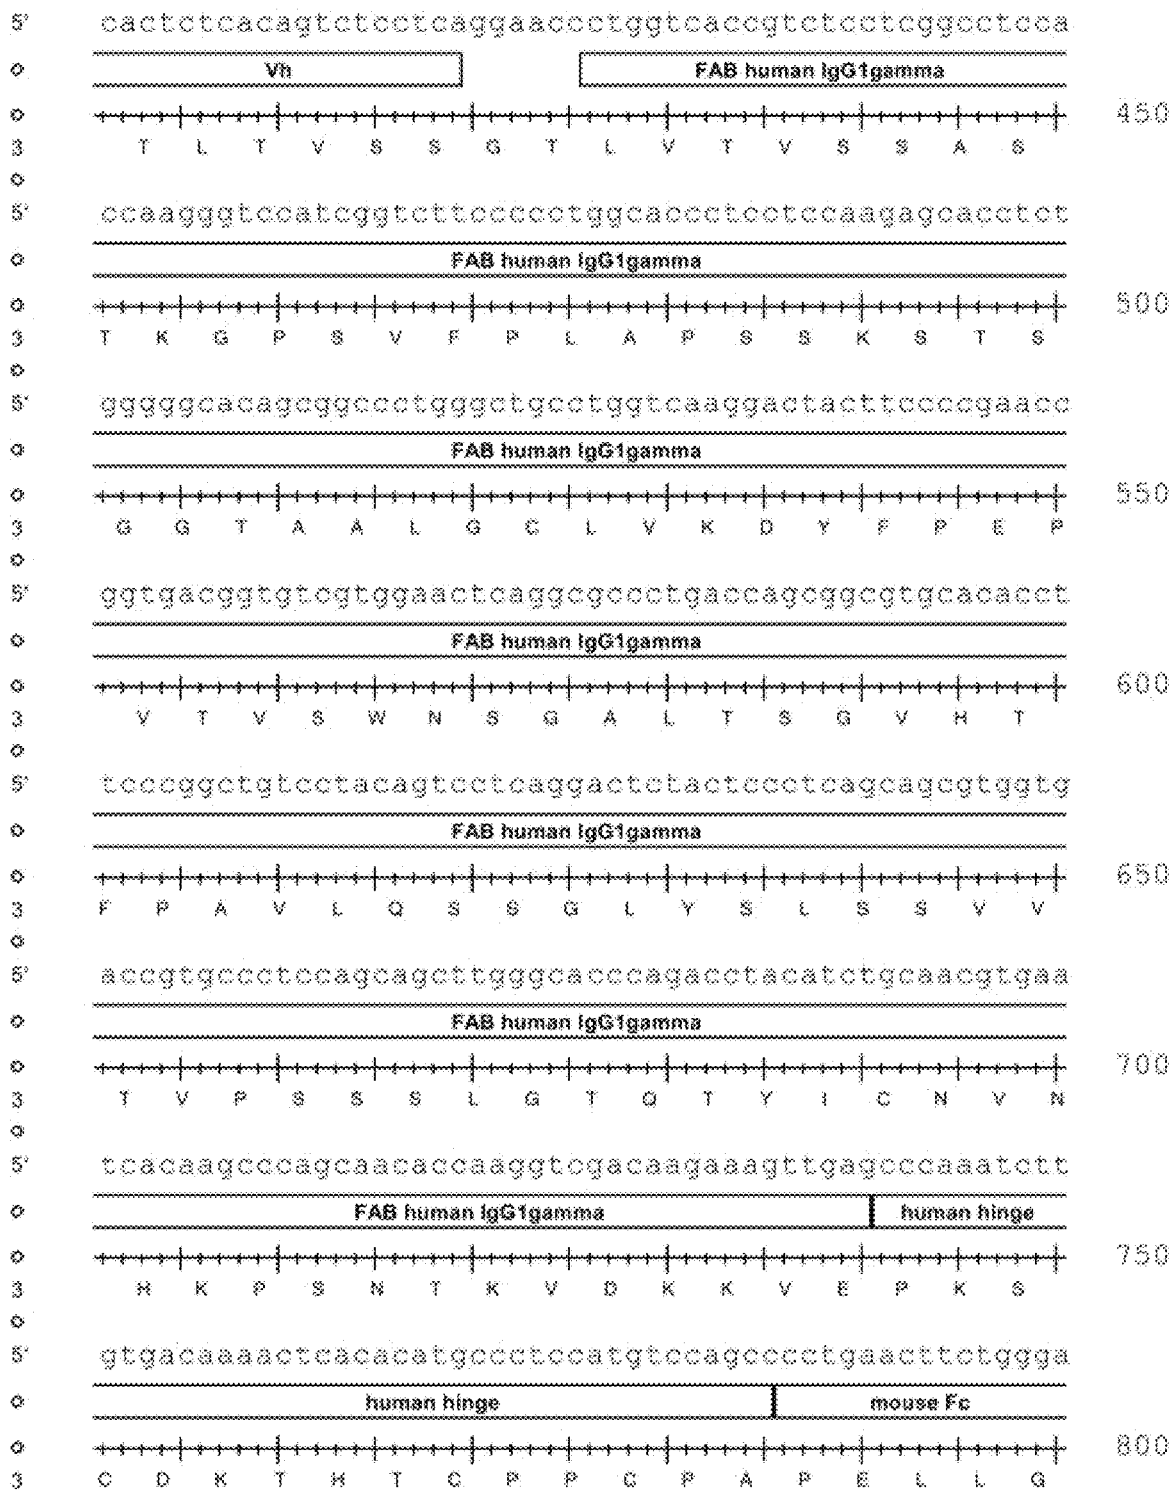 5' cactctcacagtctcctcaggaaccctggtcaccgtctcctcggcctcca
Vh FAB human IgG1gamma
450
3 T L T V S S G T L V T V S S A S
5' ccaagggtccatcggtcttccccctggcaccctcctccaagagcacctct
FAB human IgG1gamma
500
3 T K G P S V F P L A P S S K S T S
5' gggggcacagcggccctgggctgcctggtcaaggactacttccccgaacc
FAB human IgG1gamma
550
3 G G T A A L G C L V K D Y F P E P
5' ggtgacggtgtcgtggaactcaggcgccctgaccagcggcgtgcacacct
FAB human IgG1gamma
600
3 V T V S W N S G A L T S G V H T
5' tcccggctgtcctacagtcctcaggactctactccctcagcagcgtggtg
FAB human IgG1gamma
650
3 F P A V L Q S S G L Y S L S S V V
5' accgtgccctccagcagcttgggcacccagacctacatctgcaacgtgaa
FAB human IgG1gamma
700
3 T V P S S S L G T Q T Y I C N V N
5' tcacaagcccagcaacaccaaggtcgacaagaaagttgagcccaaatctt
FAB human IgG1gamma human hinge
750
3 H K P S N T K V D K K V E P K S
5' gtgacaaaactcacacatgccctccatgtccagcccctgaacttctggga
human hinge mouse Fc
800
3 C D K T H T C P P C P A P E L L G